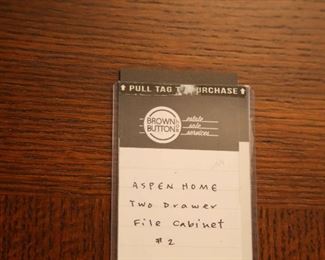 ↑ PULL TAG PURCHASE ↑
BROWN
BUTTON
estate
sale
services
ASPEN HOME
Two Drawer
File Cabinet
# 2